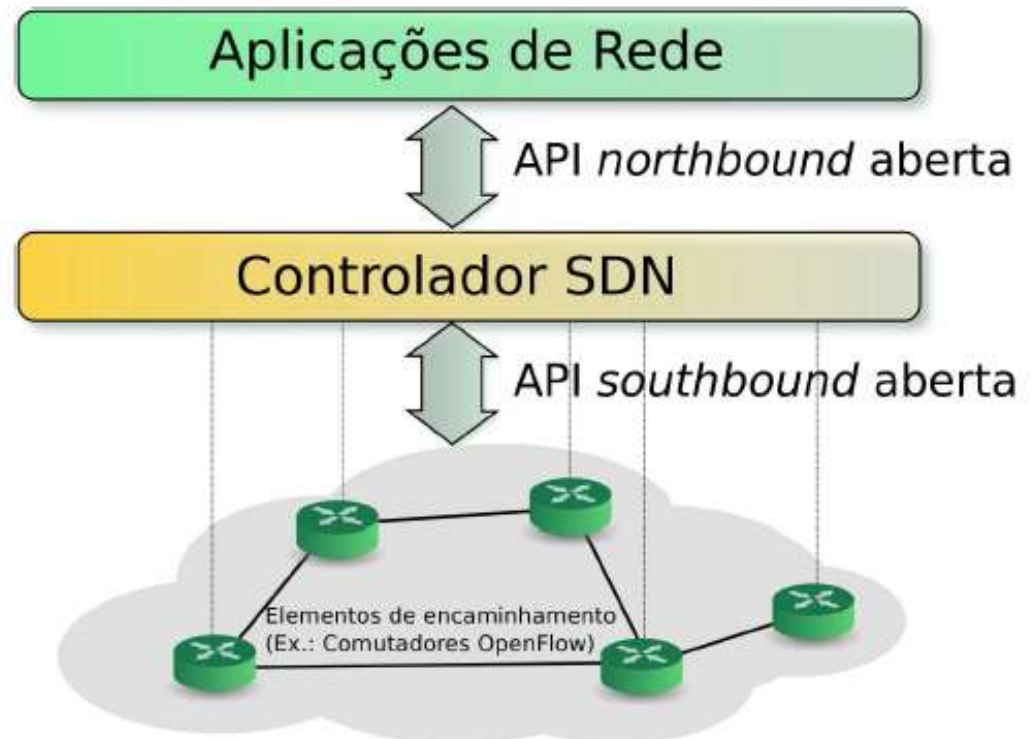 Aplicações de Rede
API northbound aberta
Controlador SDN
API southbound aberta
Elementos de encaminhamento
(Ex.: Comutadores OpenFlow)